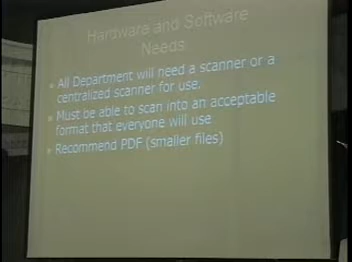 Hardware and Software
Needs
All Department will need a scanner or a
centralized scanner for use.
Must be able to scan into an acceptable
format that everyone will use
Recommend PDF (smaller files)